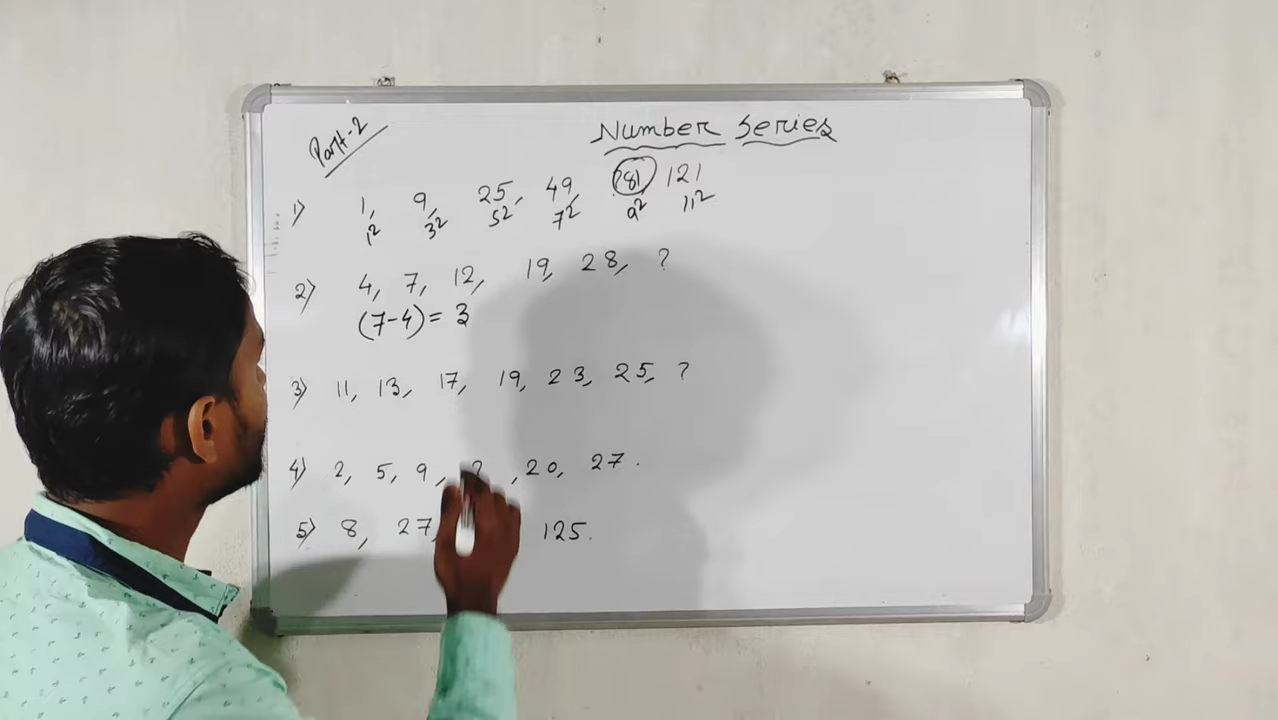 Part-2
Number Series
1) 1, 9, 25, 49, 81 121
1² 3² 5² 7² 9² 11²
2) 4, 7, 12, 19, 28, ?
(7-4) = 3
3) 11, 13, 17, 19, 23, 25, ?
4) 2, 5, 9, ?, 20, 27.
5) 8, 27, 125.